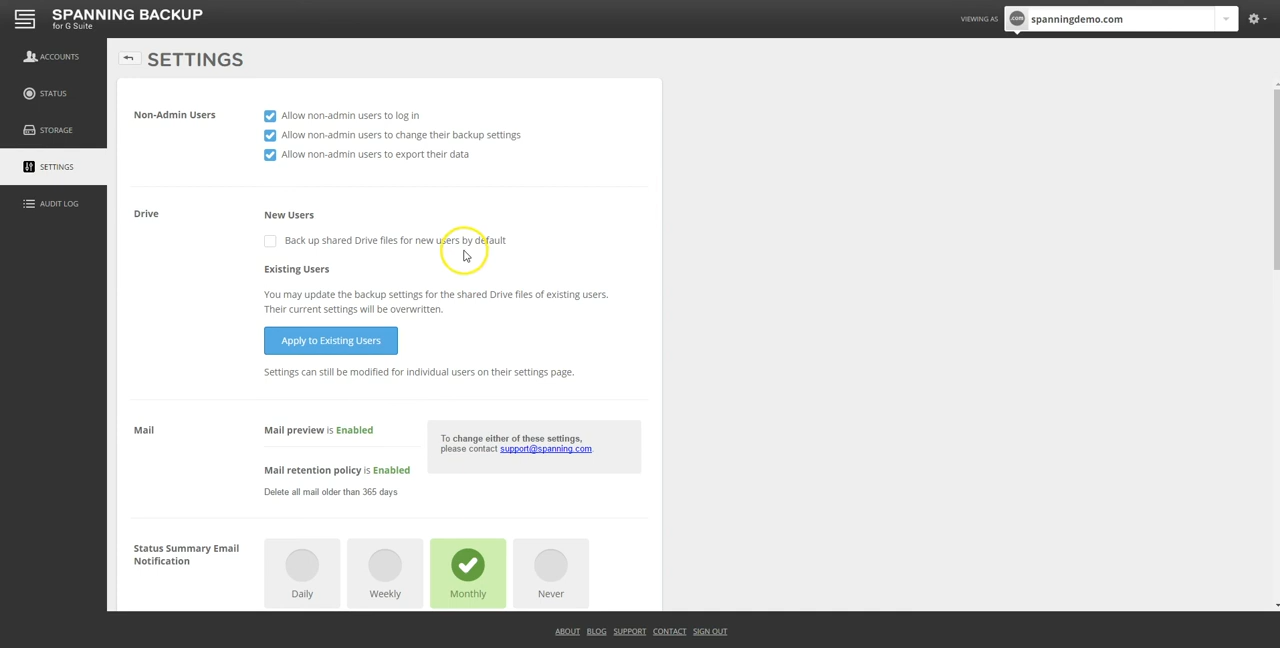 SPANNING BACKUP
for G Suite
VIEWING AS
.com
spanningdemo.com
ACCOUNTS
STATUS
STORAGE
SETTINGS
AUDIT LOG
SETTINGS
Non-Admin Users
Allow non-admin users to log in
Allow non-admin users to change their backup settings
Allow non-admin users to export their data
Drive
New Users
Back up shared Drive files for new users by default
Existing Users
You may update the backup settings for the shared Drive files of existing users.
Their current settings will be overwritten.
Apply to Existing Users
Settings can still be modified for individual users on their settings page.
Mail
Mail preview is Enabled
Mail retention policy is Enabled
Delete all mail older than 365 days
To change either of these settings,
please contact support@spanning.com.
Status Summary Email
Notification
Daily
Weekly
Monthly
Never
ABOUT BLOG SUPPORT CONTACT SIGN OUT